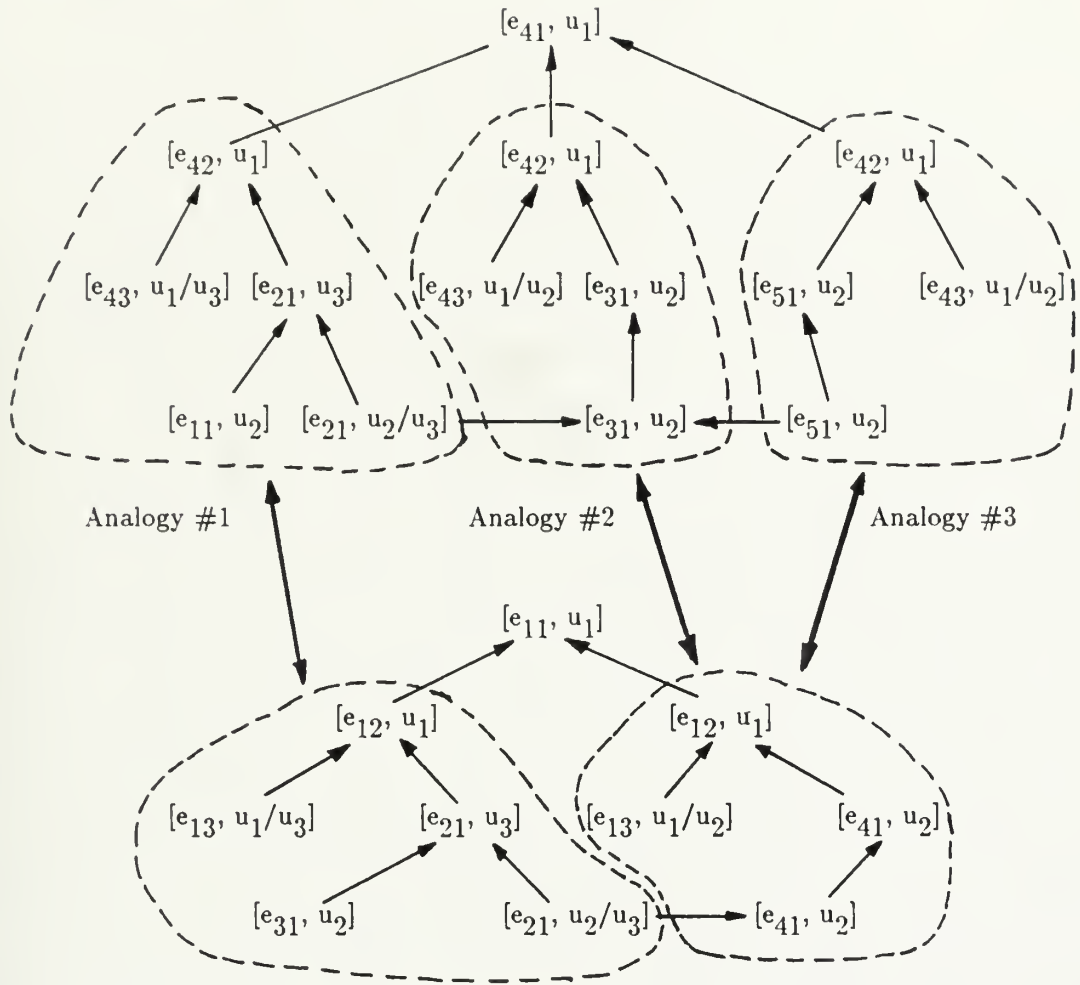 [e41, u1]
[e42, u1] [e42, u1] [e42, u1]
[e43, u1/u3] [e21, u3] [e43, u1/u2] [e31, u2] [e51, u2] [e43, u1/u2]
[e11, u2] [e21, u2/u3] [e31, u2] [e51, u2]
Analogy #1 Analogy #2 Analogy #3
[e11, u1]
[e12, u1] [e12, u1]
[e13, u1/u3] [e21, u3] [e13, u1/u2] [e41, u2]
[e31, u2] [e21, u2/u3] [e41, u2]